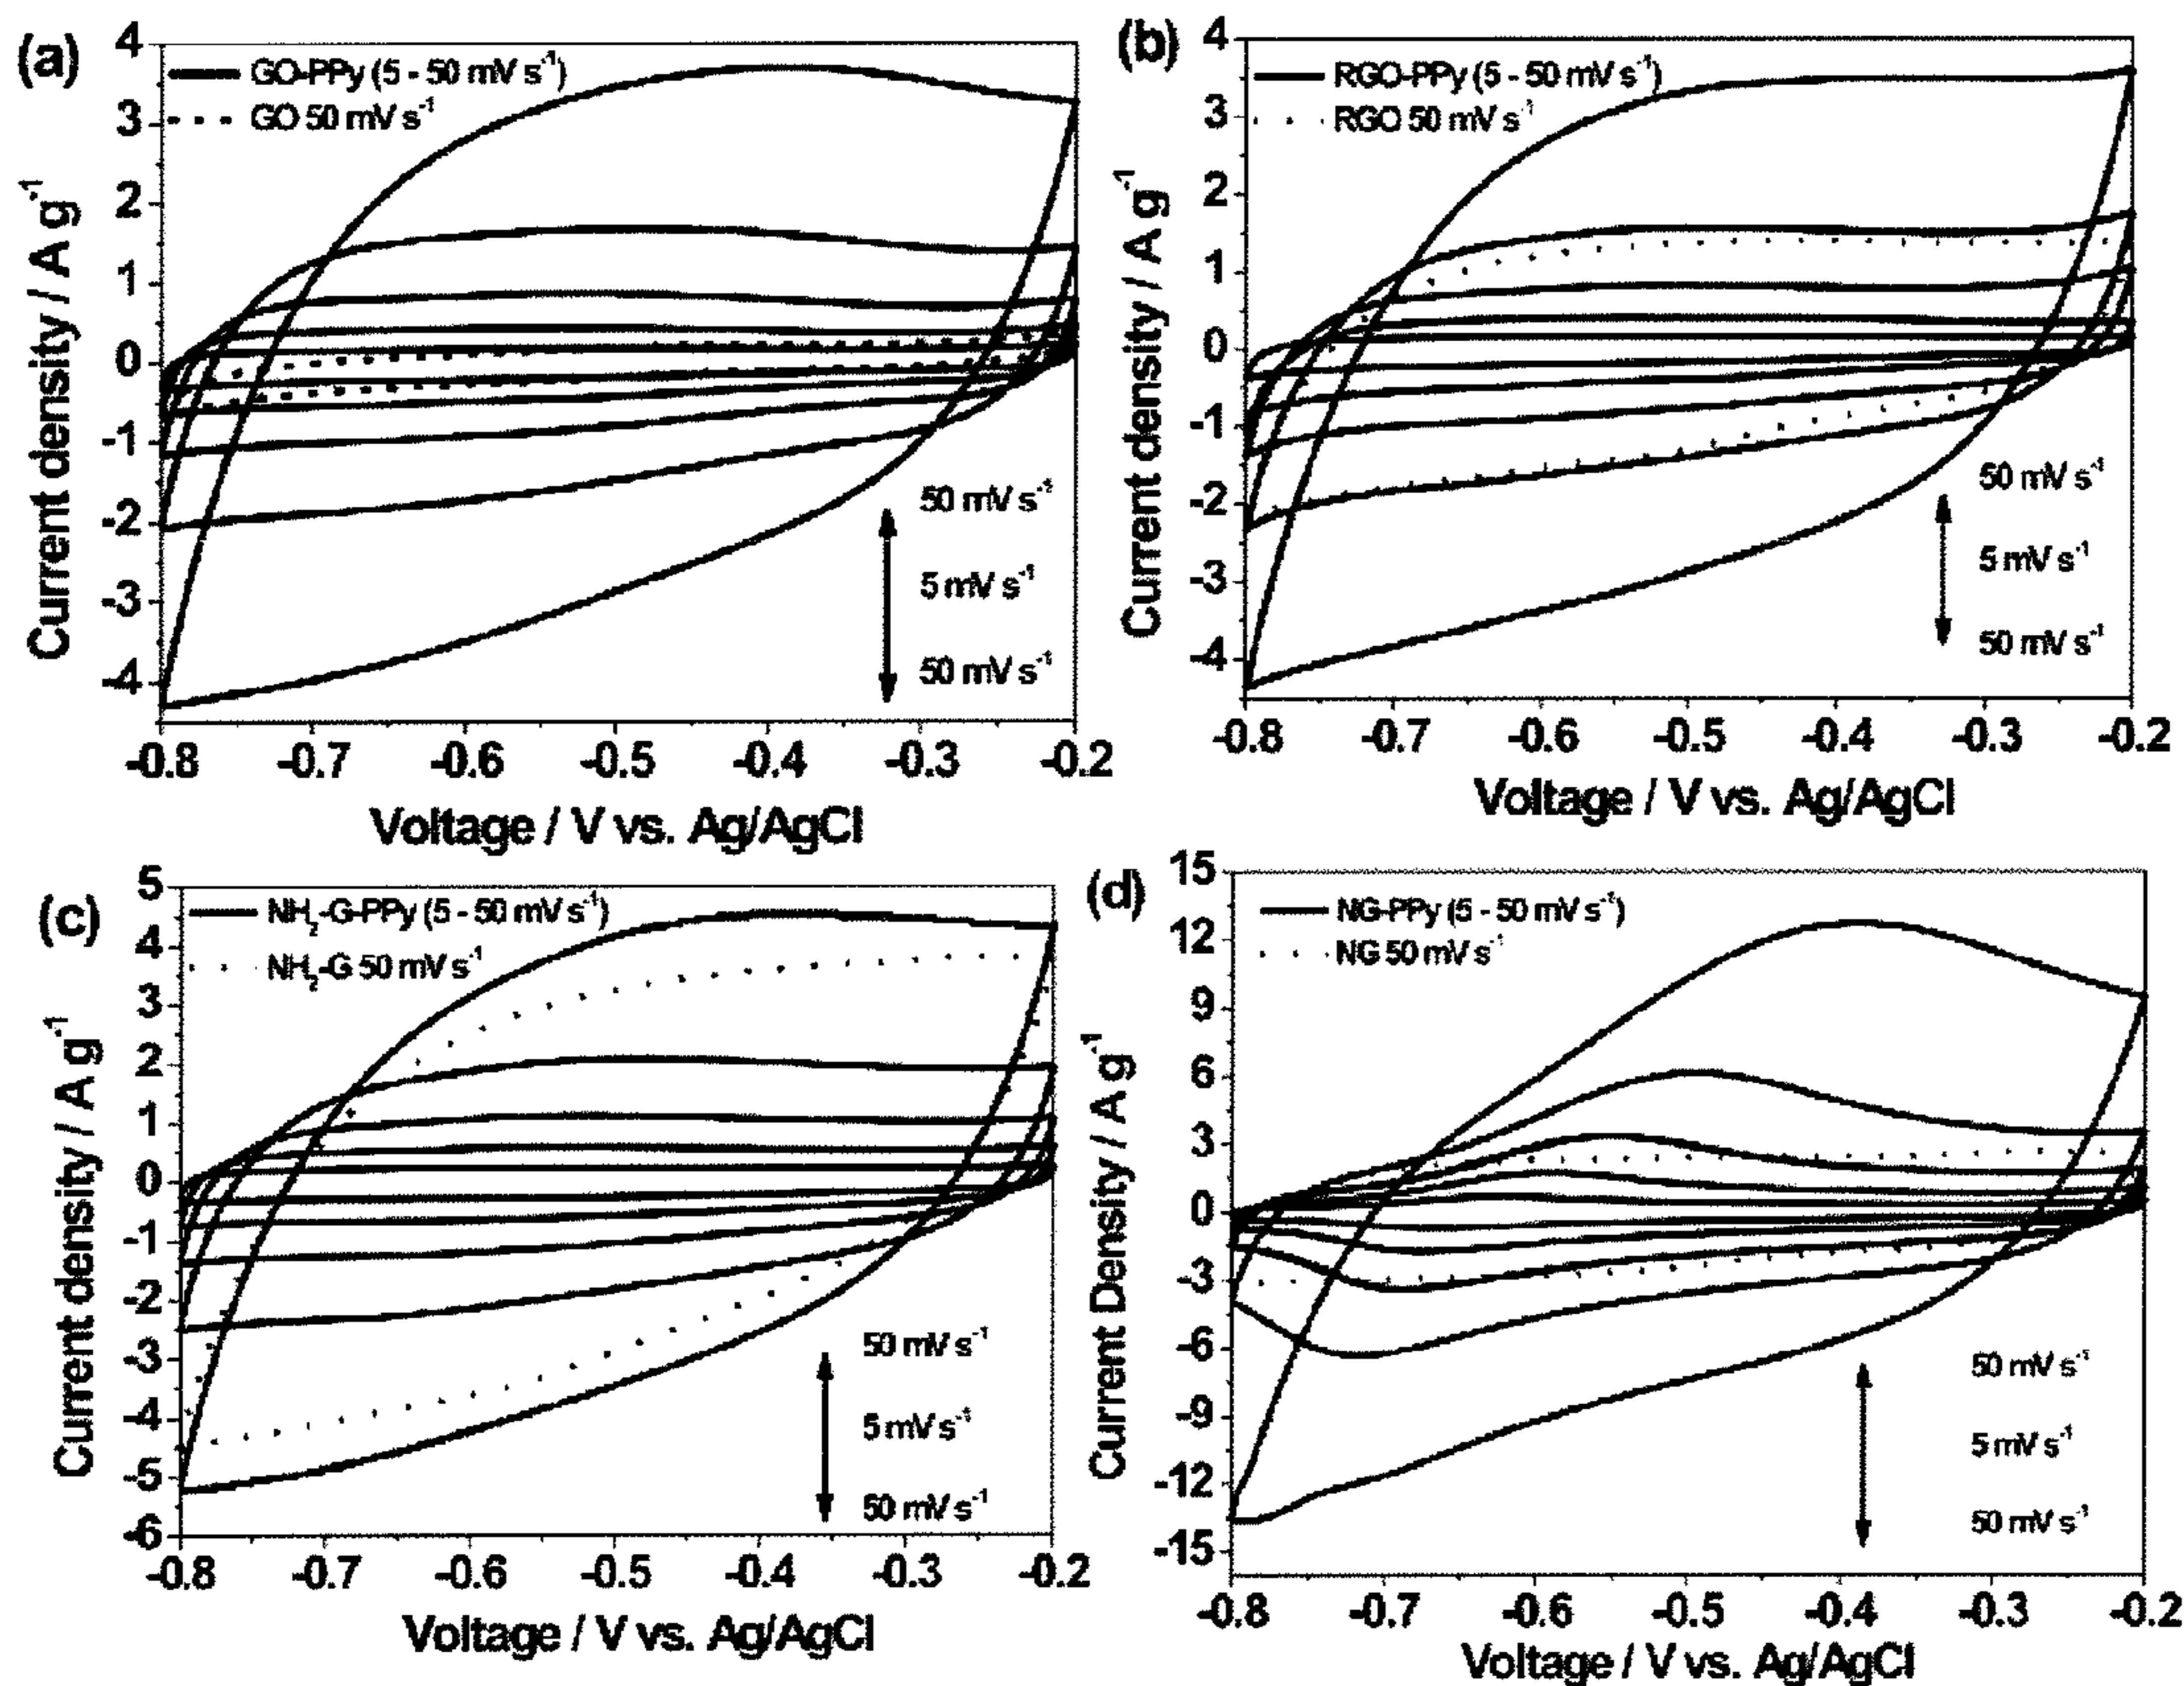 (a)
GO-PPy (5 - 50 mV s⁻¹)
GO 50 mV s⁻¹
4
3
2
1
0
-1
-2
-3
-4
Current density / A g⁻¹
50 mV s⁻¹
5 mV s⁻¹
50 mV s⁻¹
-0.8 -0.7 -0.6 -0.5 -0.4 -0.3 -0.2
Voltage / V vs. Ag/AgCl
(b)
RGO-PPy (5 - 50 mV s⁻¹)
RGO 50 mV s⁻¹
4
3
2
1
0
-1
-2
-3
-4
Current density / A g⁻¹
50 mV s⁻¹
5 mV s⁻¹
50 mV s⁻¹
-0.8 -0.7 -0.6 -0.5 -0.4 -0.3 -0.2
Voltage / V vs. Ag/AgCl
(c)
NH₂-G-PPy (5 - 50 mV s⁻¹)
NH₂-G 50 mV s⁻¹
5
4
3
2
1
0
-1
-2
-3
-4
-5
-6
Current density / A g⁻¹
50 mV s⁻¹
5 mV s⁻¹
50 mV s⁻¹
-0.8 -0.7 -0.6 -0.5 -0.4 -0.3 -0.2
Voltage / V vs. Ag/AgCl
(d)
NG-PPy (5 - 50 mV s⁻¹)
NG 50 mV s⁻¹
15
12
9
6
3
0
-3
-6
-9
-12
-15
Current Density / A g⁻¹
50 mV s⁻¹
5 mV s⁻¹
50 mV s⁻¹
-0.8 -0.7 -0.6 -0.5 -0.4 -0.3 -0.2
Voltage / V vs. Ag/AgCl